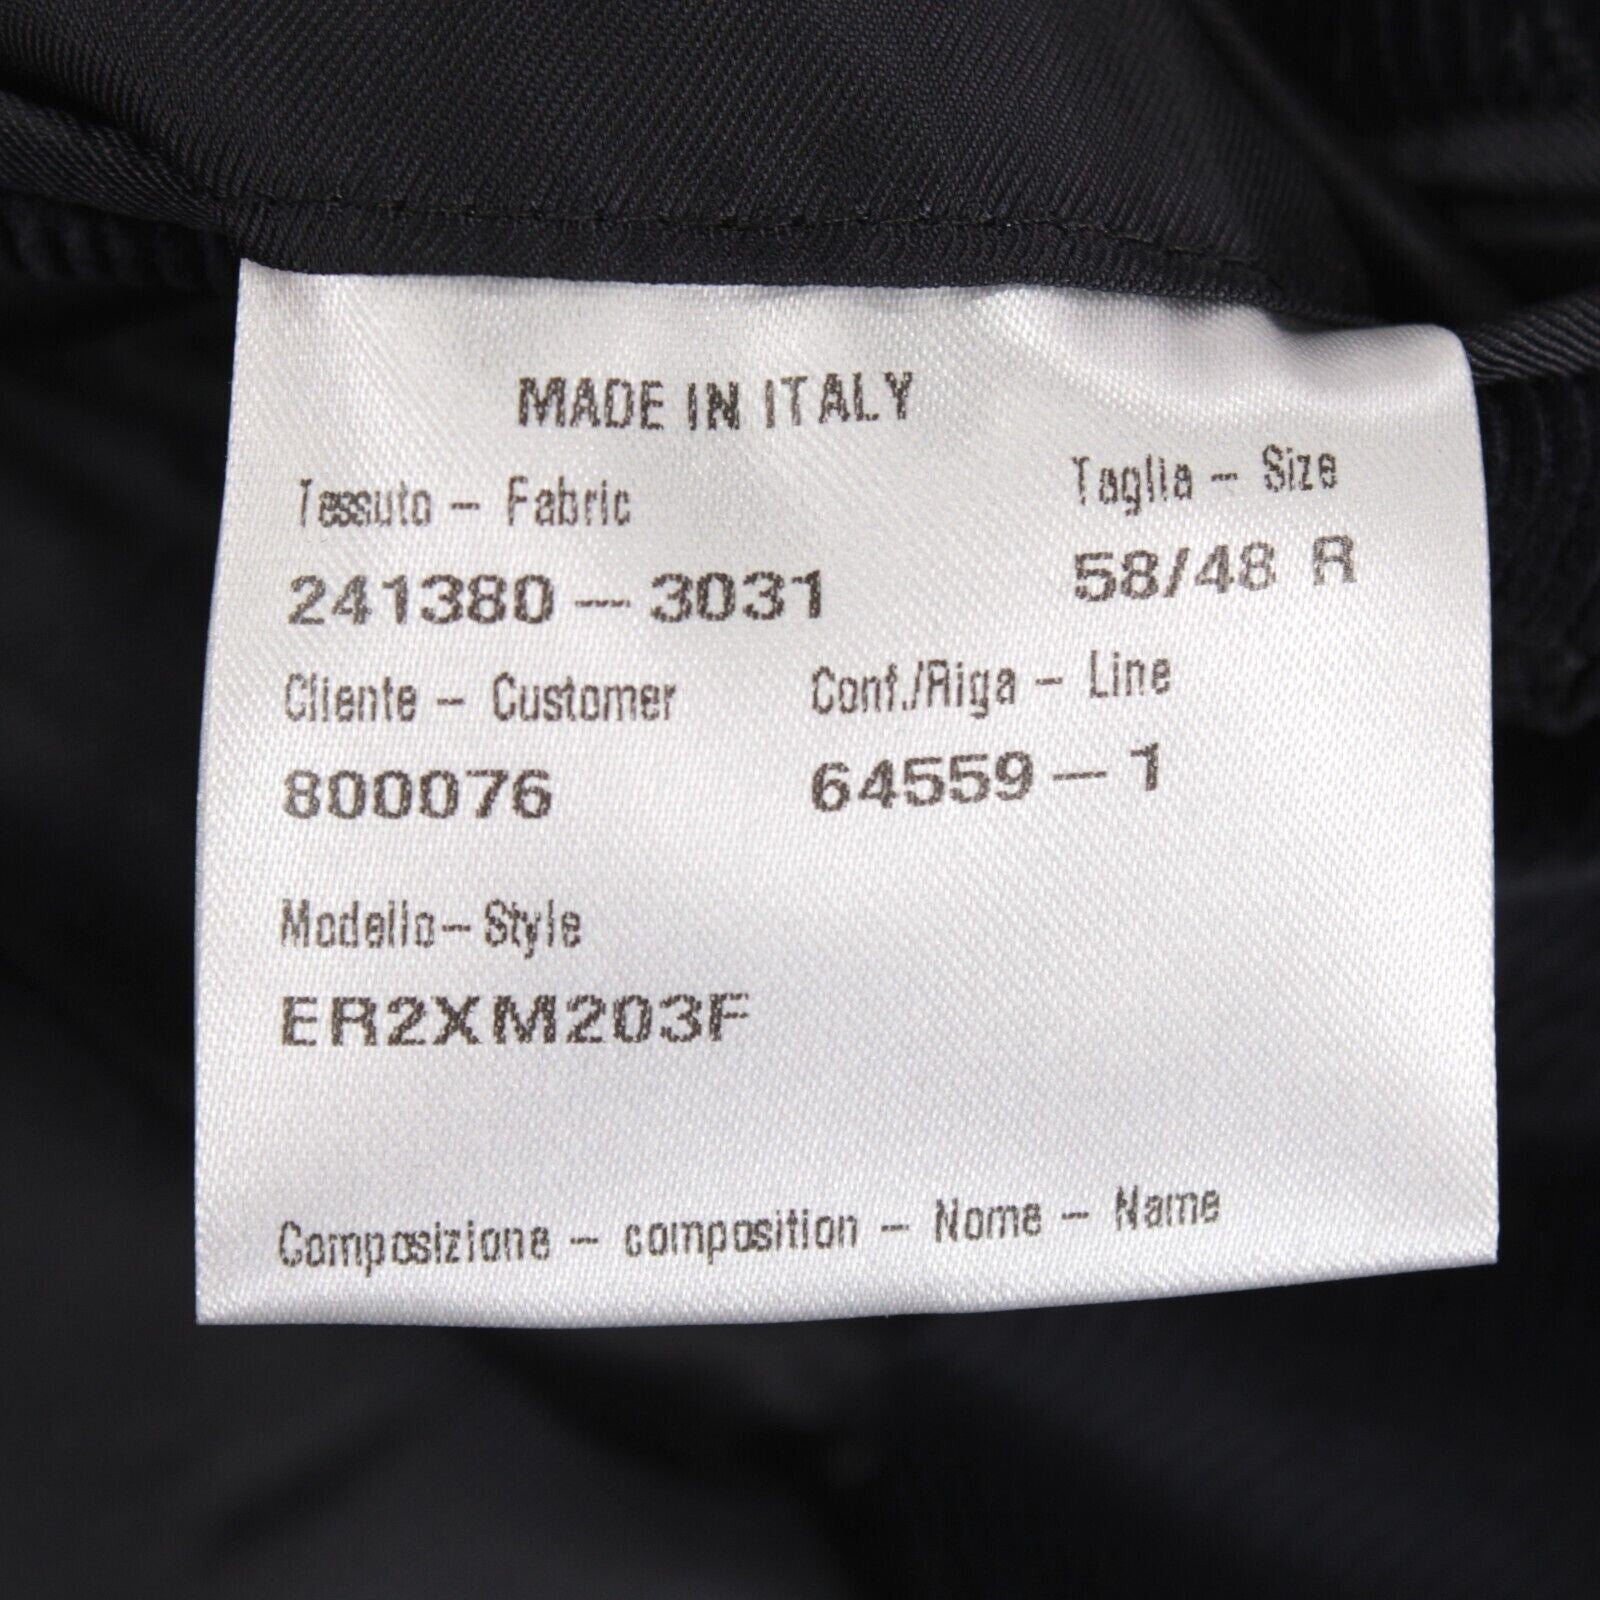 MADE IN ITALY
Tessuto – Fabric Taglia – Size
241380 – 3031 58/48 R
Cliente – Customer Conf./Riga – Line
800076 64559 – 1
Modello – Style
ER2XM203F
Composizione – composition – Nome – Name